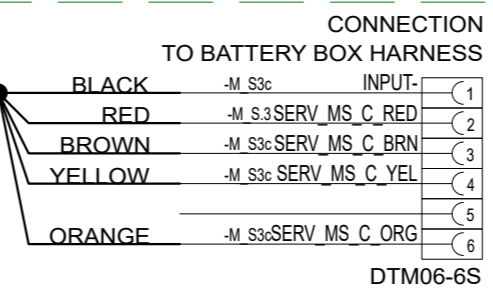 CONNECTION
TO BATTERY BOX HARNESS
BLACK -M_S3c INPUT- 1
RED -M_S.3 SERV_MS_C_RED 2
BROWN -M_S3c SERV_MS_C_BRN 3
YELLOW -M_S3c SERV_MS_C_YEL 4
5
ORANGE -M_S3c SERV_MS_C_ORG 6
DTM06-6S